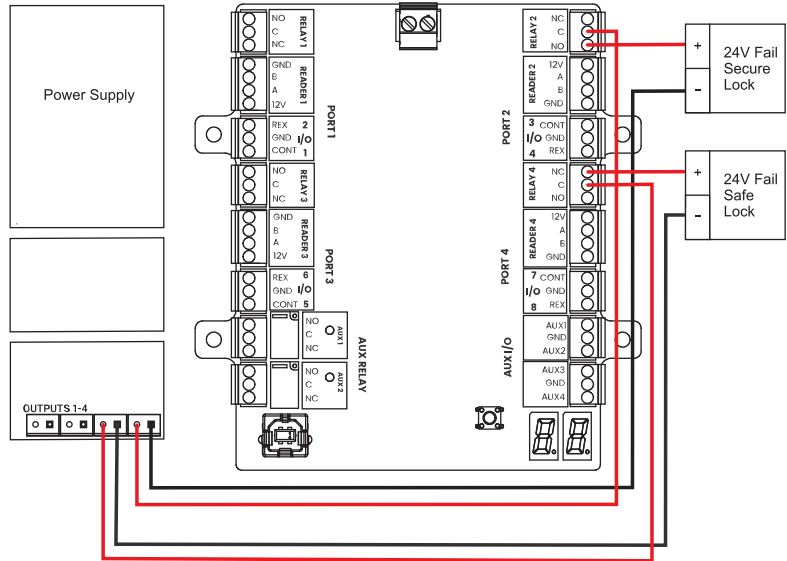 Power Supply
OUTPUTS 1-4
NO
C
NC
RELAY 1
GND
B
A
12V
READER 1
PORT 1
REX 2
GND I/O
CONT 1
NO
C
NC
RELAY 3
GND
B
A
12V
READER 3
PORT 3
REX 6
GND I/O
CONT 5
NO
C
NC
AUX 1
NO
C
NC
AUX 2
AUX RELAY
RELAY 2
NC
C
NO
READER 2
12V
A
B
GND
PORT 2
3 CONT
I/O GND
4 REX
RELAY 4
NC
C
NO
READER 4
12V
A
B
GND
PORT 4
7 CONT
I/O GND
8 REX
AUX I/O
AUX1
GND
AUX2
AUX3
GND
AUX4
8.8.
+
-
24V Fail
Secure
Lock
+
-
24V Fail
Safe
Lock